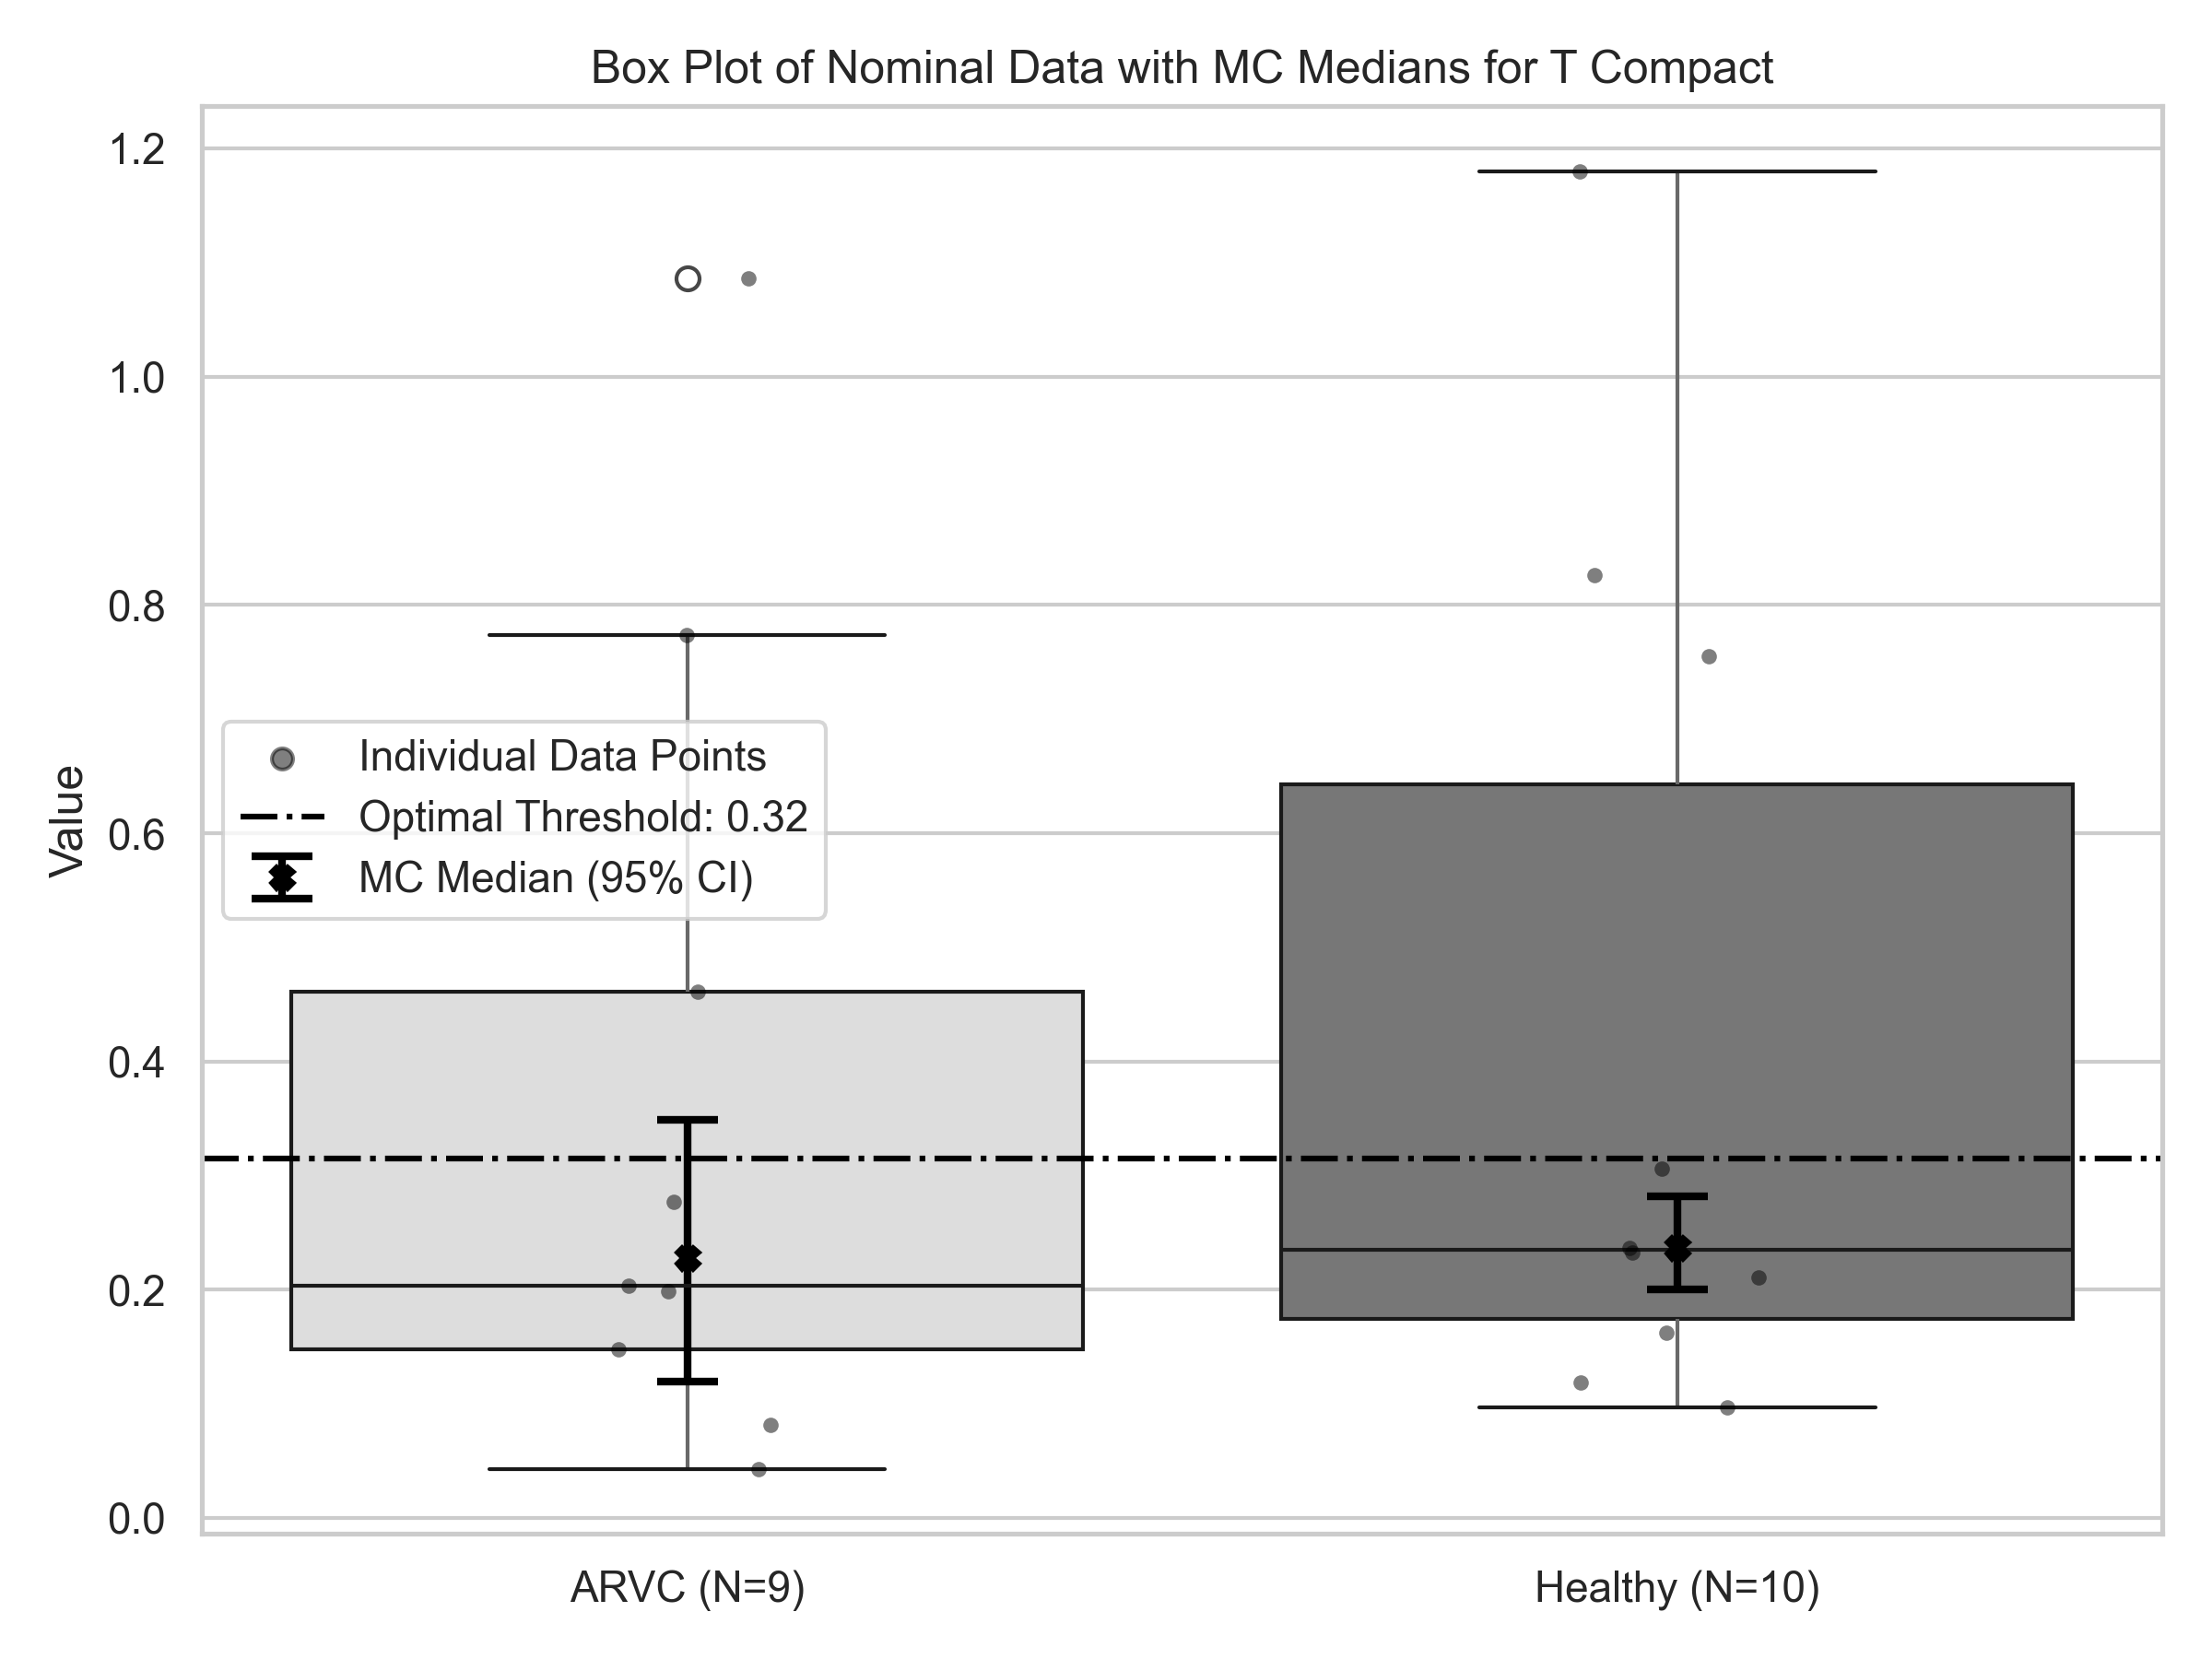 Box Plot of Nominal Data with MC Medians for T Compact
1.2
1.0
0.8
0.6
0.4
0.2
0.0
Value
Individual Data Points
Optimal Threshold: 0.32
MC Median (95% CI)
ARVC (N=9)
Healthy (N=10)